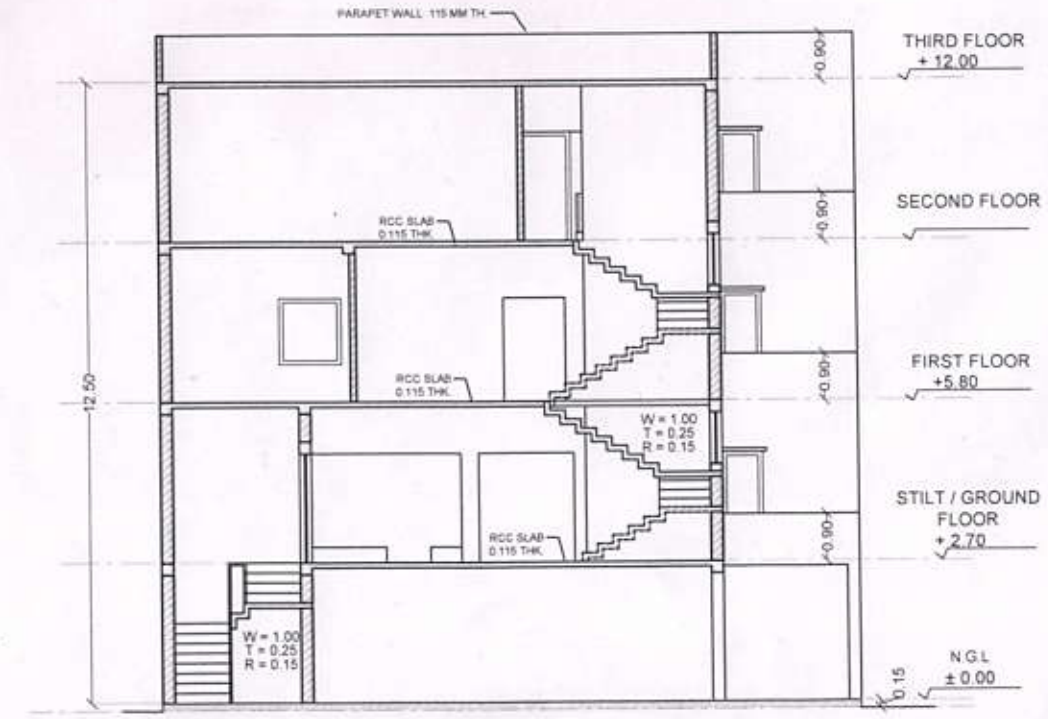 PARAPET WALL 115 MM TH.
0.90
THIRD FLOOR
+ 12.00
RCC SLAB
0.115 THK.
0.90
SECOND FLOOR
12.50
RCC SLAB
0.115 THK.
0.90
FIRST FLOOR
+5.80
W = 1.00
T = 0.25
R = 0.15
RCC SLAB
0.115 THK.
0.90
STILT / GROUND
FLOOR
+ 2.70
W = 1.00
T = 0.25
R = 0.15
0.15
N.G.L
± 0.00